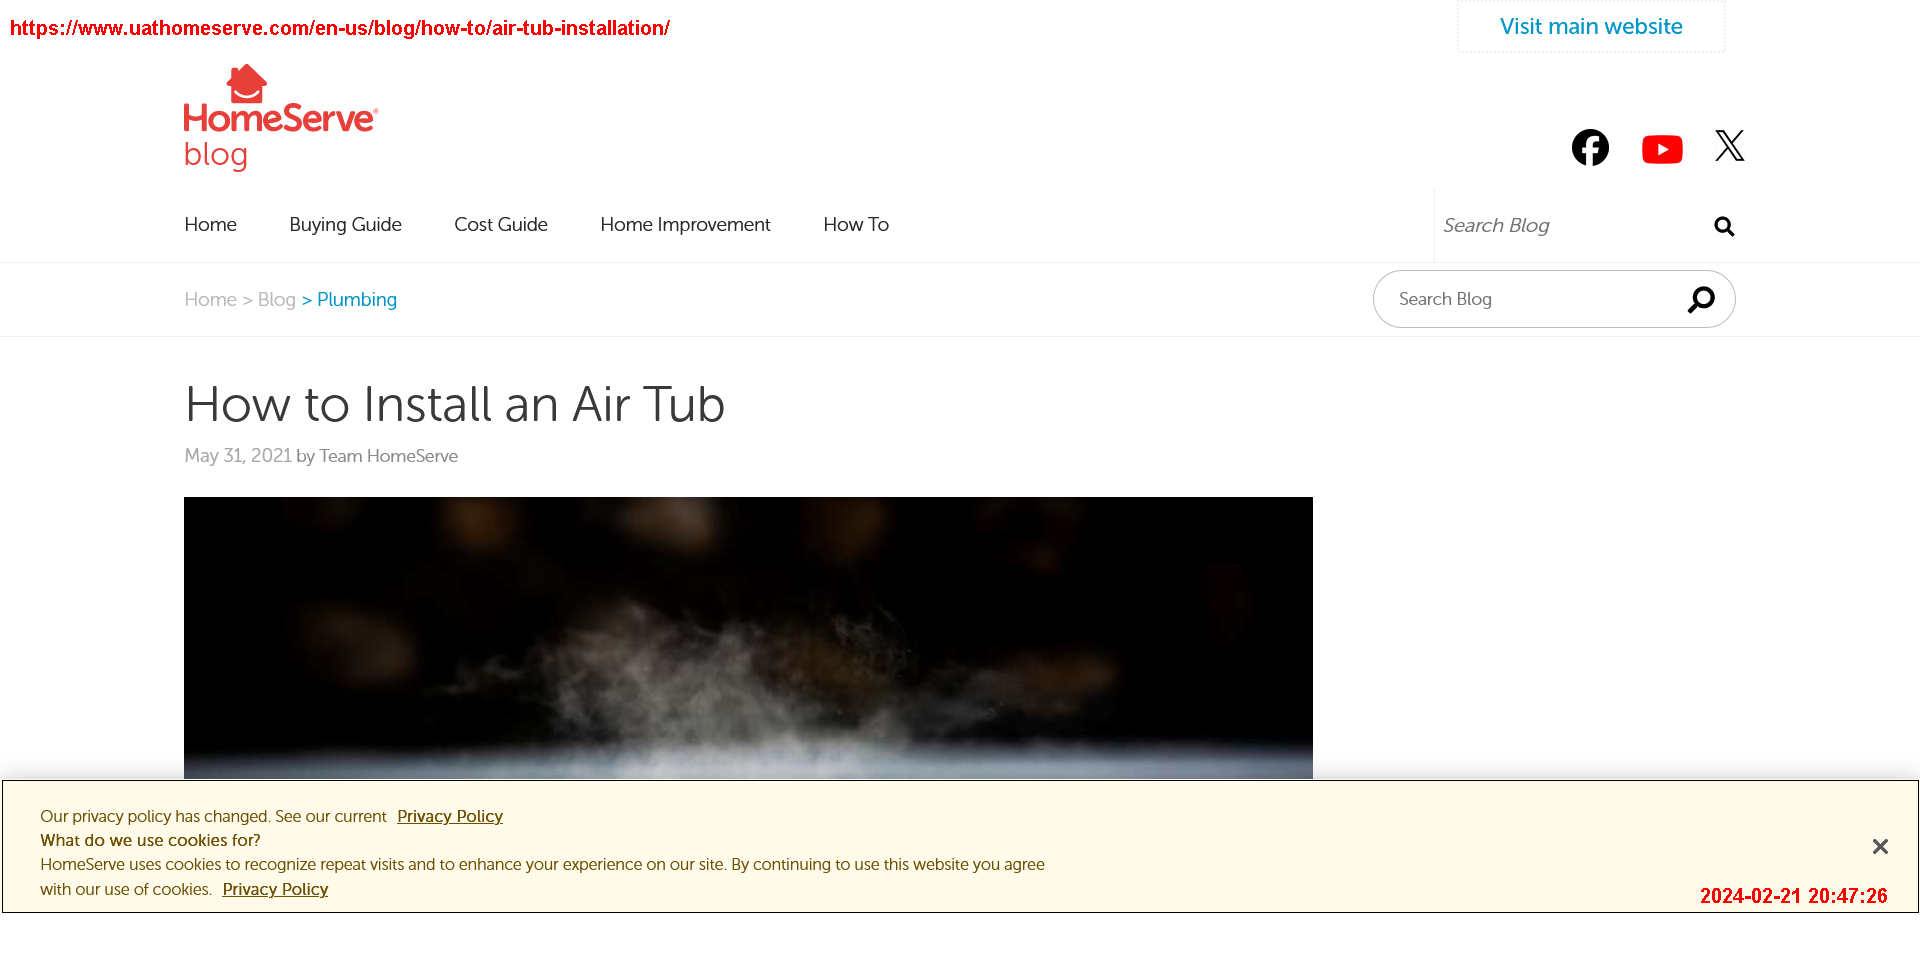 https://www.uathomeserve.com/en-us/blog/how-to/air-tub-installation/
Visit main website
HomeServe®
blog
Home
Buying Guide
Cost Guide
Home Improvement
How To
Search Blog
Home > Blog > Plumbing
Search Blog
How to Install an Air Tub
May 31, 2021 by Team HomeServe
Our privacy policy has changed. See our current Privacy Policy
What do we use cookies for?
HomeServe uses cookies to recognize repeat visits and to enhance your experience on our site. By continuing to use this website you agree
with our use of cookies. Privacy Policy
2024-02-21 20:47:26